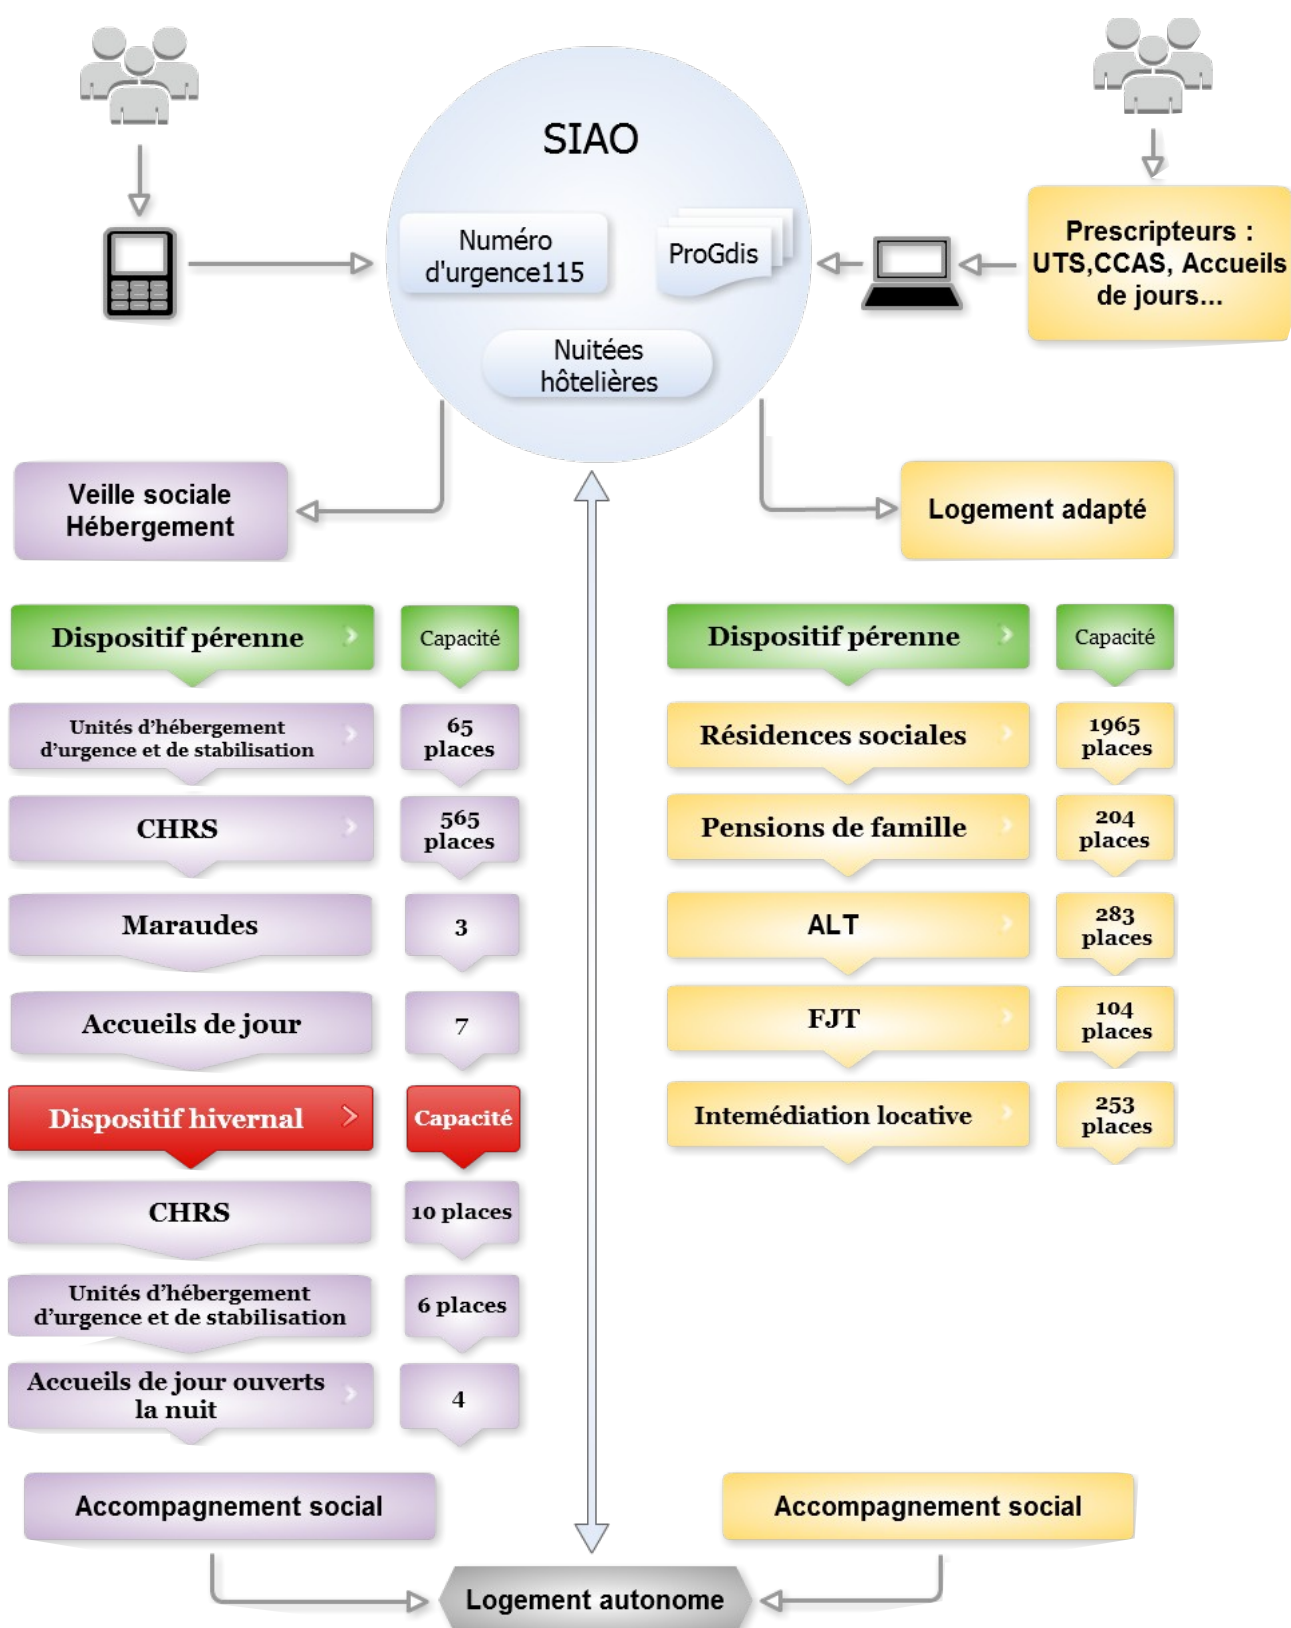 SIAO
Numéro
d'urgence115
ProGdis
Nuitées
hôtelières
Prescripteurs :
UTS,CCAS, Accueils
de jours...
Veille sociale
Hébergement
Logement adapté
Dispositif pérenne
Capacité
Unités d'hébergement
d'urgence et de stabilisation
65
places
CHRS
565
places
Maraudes
3
Accueils de jour
7
Dispositif hivernal
Capacité
CHRS
10 places
Unités d'hébergement
d'urgence et de stabilisation
6 places
Accueils de jour ouverts
la nuit
4
Dispositif pérenne
Capacité
Résidences sociales
1965
places
Pensions de famille
204
places
ALT
283
places
FJT
104
places
Intemédiation locative
253
places
Accompagnement social
Accompagnement social
Logement autonome